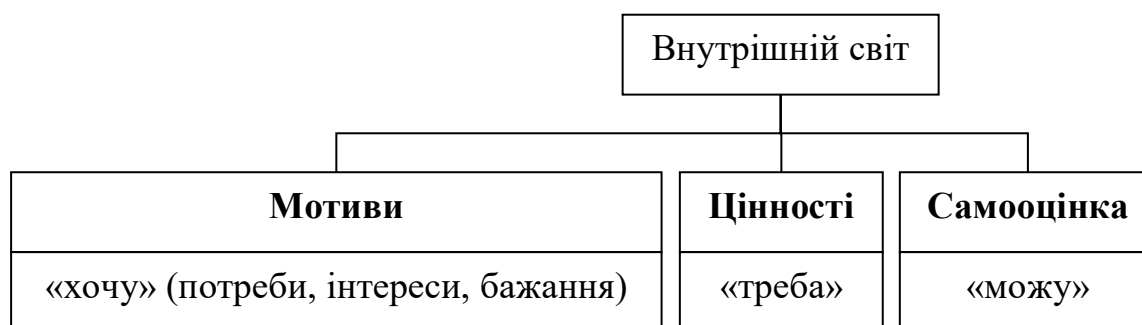 Внутрішній світ
Мотиви
«хочу» (потреби, інтереси, бажання)
Цінності
«треба»
Самооцінка
«можу»